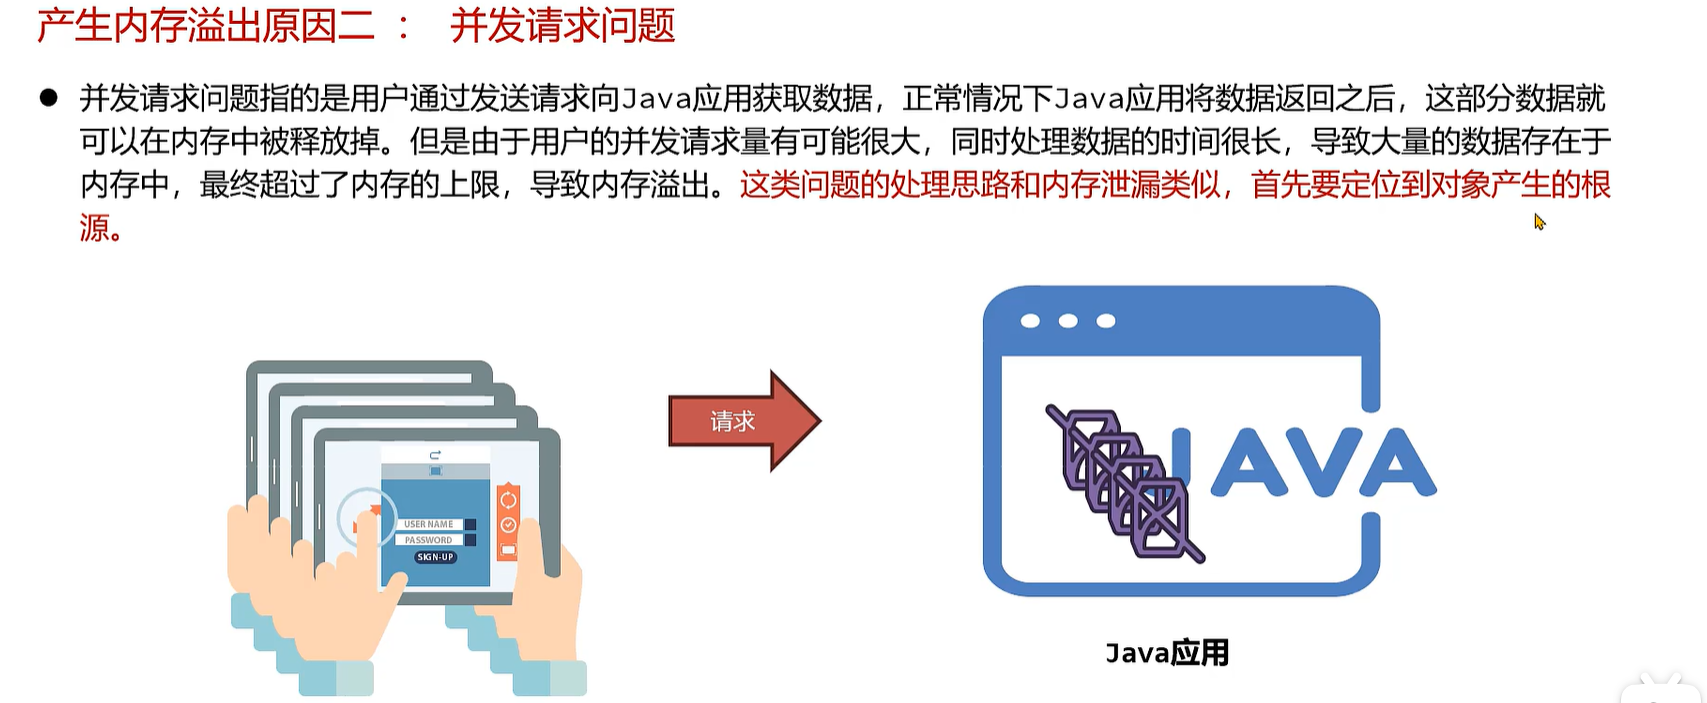 产生内存溢出原因二 ： 并发请求问题
● 并发请求问题指的是用户通过发送请求向Java应用获取数据，正常情况下Java应用将数据返回之后，这部分数据就
可以在内存中被释放掉。但是由于用户的并发请求量有可能很大，同时处理数据的时间很长，导致大量的数据存在于
内存中，最终超过了内存的上限，导致内存溢出。这类问题的处理思路和内存泄漏类似，首先要定位到对象产生的根
源。
请求
JAVA
USER NAME
PASSWORD
SIGN-UP
Java应用